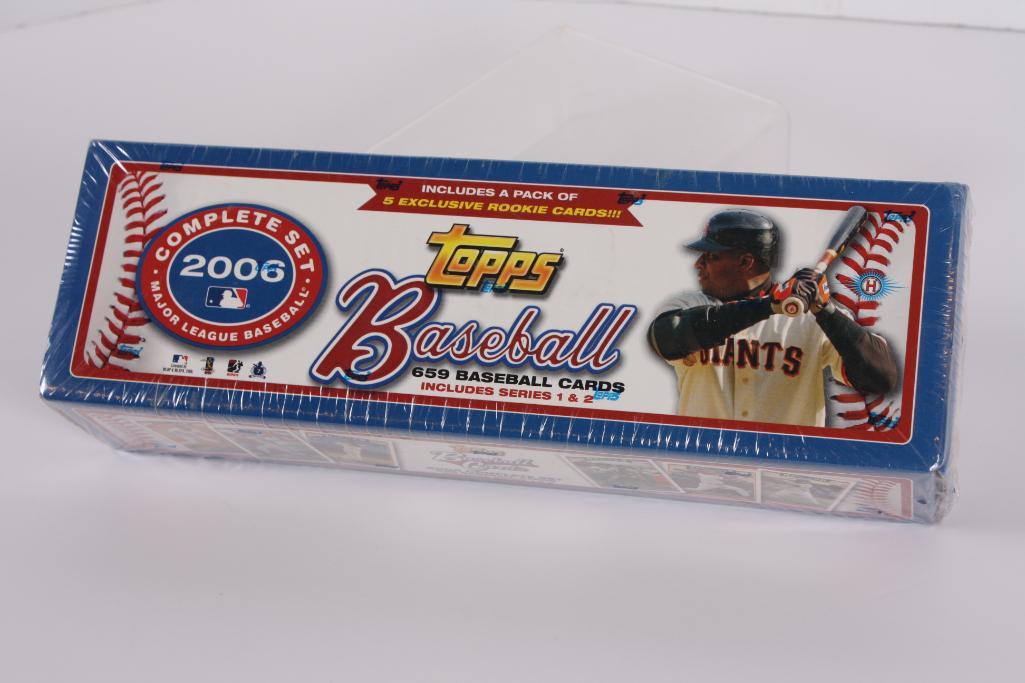 INCLUDES A PACK OF
5 EXCLUSIVE ROOKIE CARDS!!!
COMPLETE SET
2006
MAJOR LEAGUE BASEBALL
Topps
Baseball
659 BASEBALL CARDS
INCLUDES SERIES 1 & 2
GIANTS
H